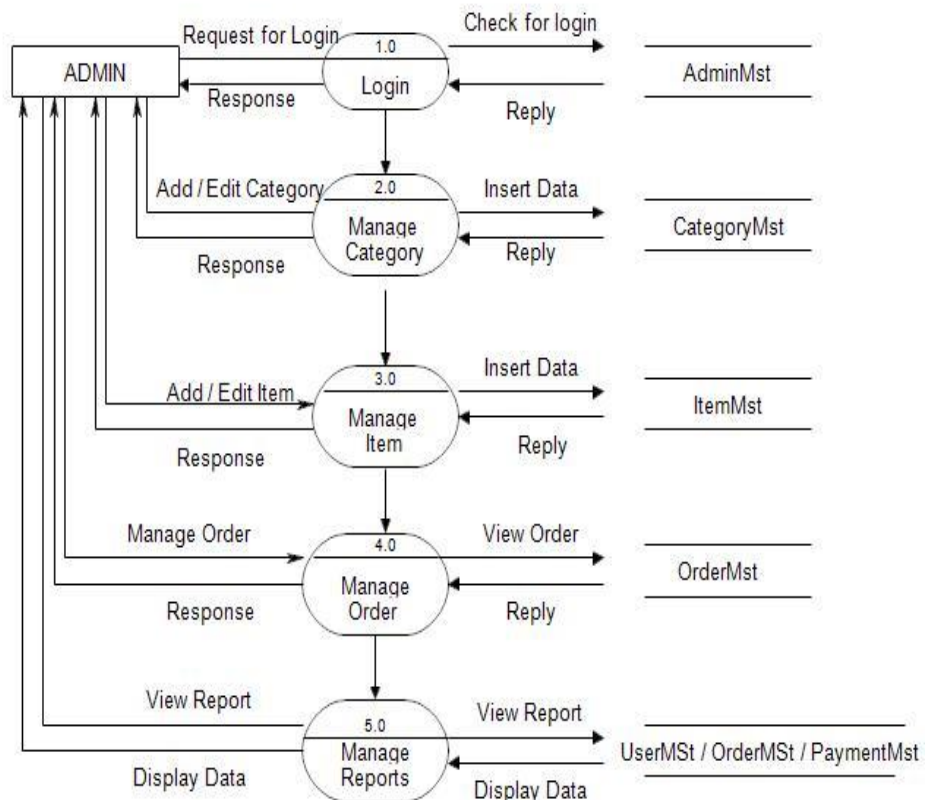 Request for Login
1.0
Check for login
ADMIN
Login
AdminMst
Response
Reply
Add / Edit Category
2.0
Insert Data
Manage
Category
CategoryMst
Response
Reply
3.0
Insert Data
Add / Edit Item
Manage
Item
ItemMst
Response
Reply
Manage Order
4.0
View Order
Manage
Order
OrderMst
Response
Reply
View Report
5.0
View Report
Manage
Reports
UserMSt / OrderMSt / PaymentMst
Display Data
Display Data